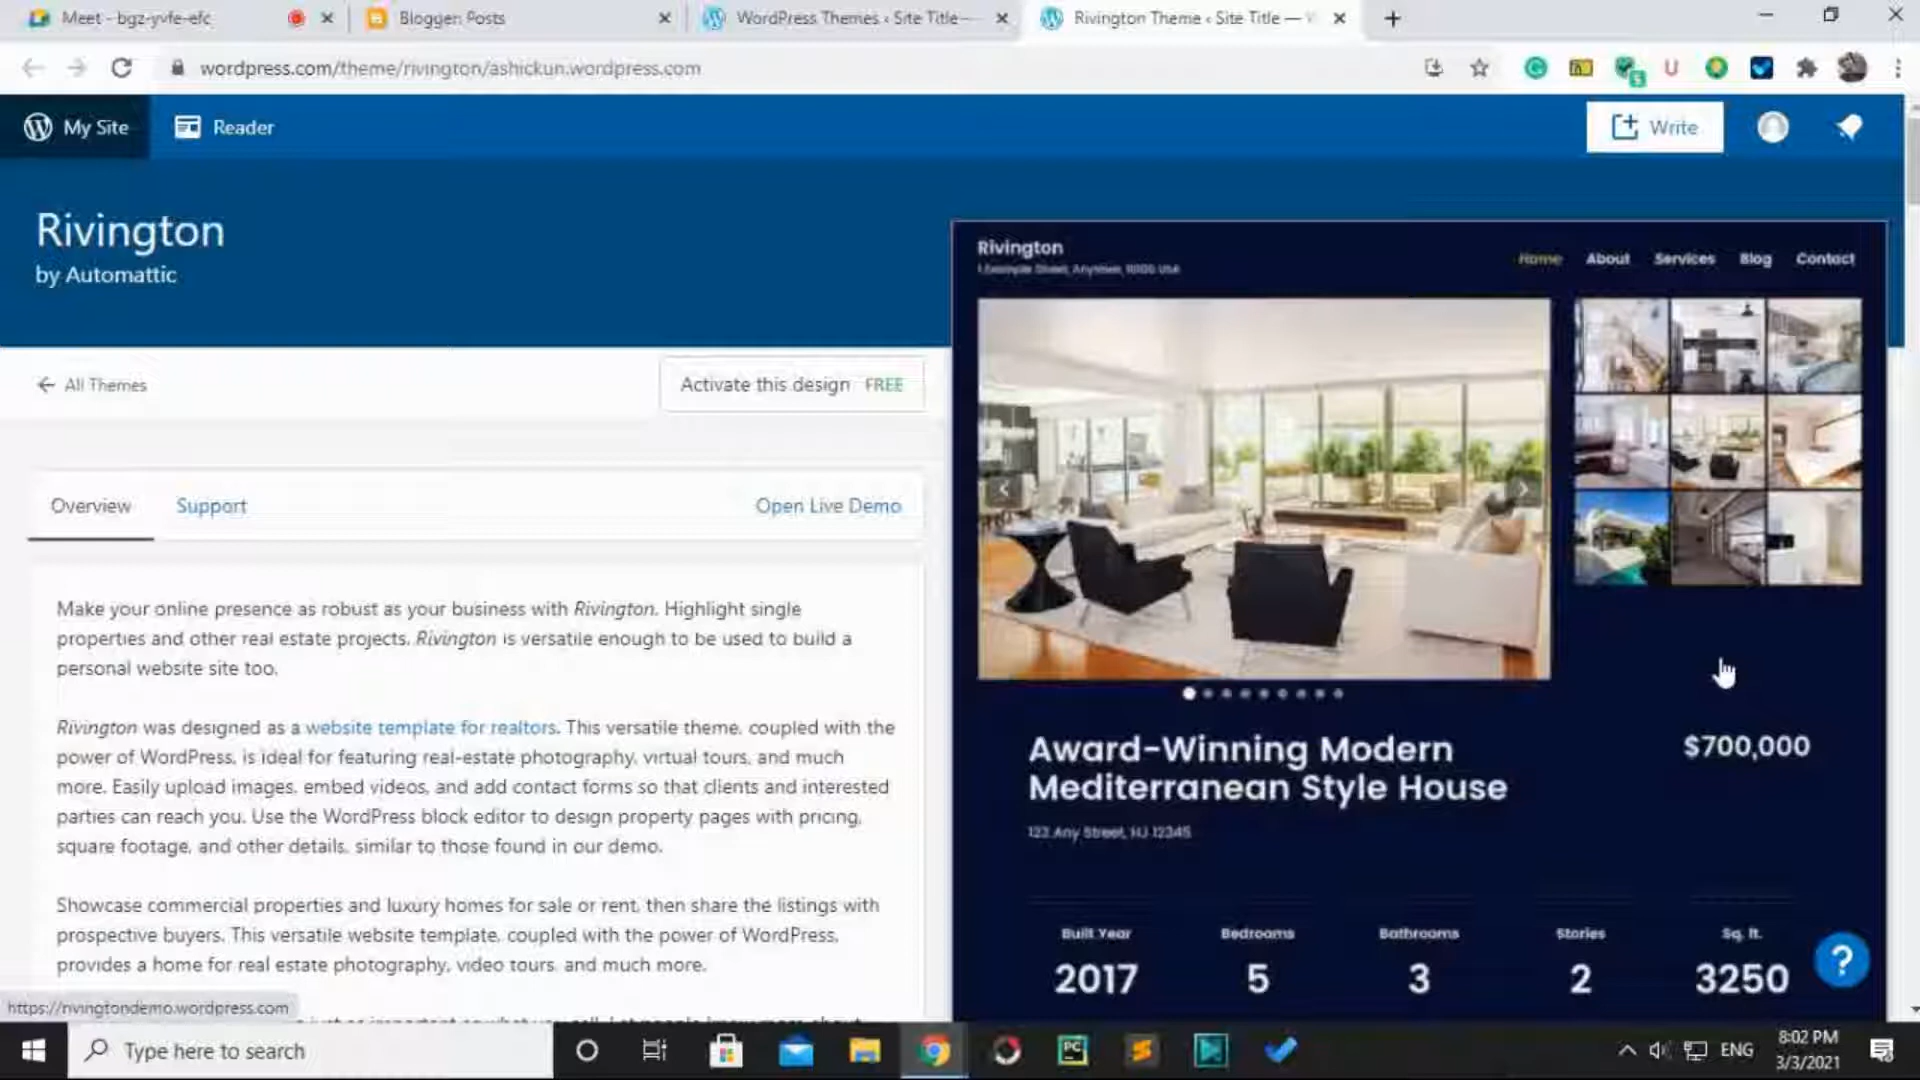 Meet - bgz-yvfe-efc
Blogger: Posts
WordPress Themes ‹ Site Title —
Rivington Theme ‹ Site Title —
wordpress.com/theme/rivington/ashickun.wordpress.com
My Site
Reader
Write
Rivington
by Automattic
All Themes
Activate this design FREE
Overview
Support
Open Live Demo
Make your online presence as robust as your business with Rivington. Highlight single
properties and other real estate projects. Rivington is versatile enough to be used to build a
personal website site too.
Rivington was designed as a website template for realtors. This versatile theme, coupled with the
power of WordPress, is ideal for featuring real-estate photography, virtual tours, and much
more. Easily upload images, embed videos, and add contact forms so that clients and interested
parties can reach you. Use the WordPress block editor to design property pages with pricing,
square footage, and other details, similar to those found in our demo.
Showcase commercial properties and luxury homes for sale or rent, then share the listings with
prospective buyers. This versatile website template, coupled with the power of WordPress,
provides a home for real estate photography, video tours, and much more.
https://rivingtondemo.wordpress.com
Rivington
1 Example Street, Anytown, 10100 USA
Home About Services Blog Contact
Award-Winning Modern
Mediterranean Style House
$700,000
123 Any Street, NJ 12345
Built Year Bedrooms Bathrooms Stories Sq. ft.
2017 5 3 2 3250
?
Type here to search
PC
ENG
8:02 PM
3/3/2021